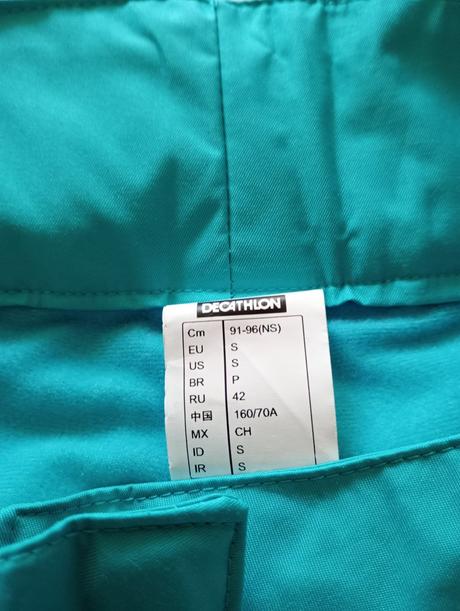 DECATHLON
Cm 91-96(NS)
EU S
US S
BR P
RU 42
中国 160/70A
MX CH
ID S
IR S